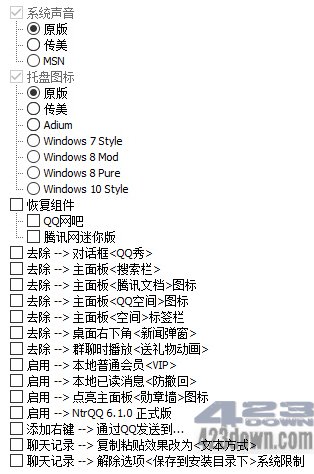 系统声音
原版
传美
MSN
托盘图标
原版
传美
Adium
Windows 7 Style
Windows 8 Mod
Windows 8 Pure
Windows 10 Style
恢复组件
QQ网吧
腾讯网迷你版
去除 --> 对话框<QQ秀>
去除 --> 主面板<搜索栏>
去除 --> 主面板<腾讯文档>图标
去除 --> 主面板<QQ空间>图标
去除 --> 主面板<空间>标签栏
去除 --> 桌面右下角<新闻弹窗>
去除 --> 群聊时播放<送礼物动画>
启用 --> 本地普通会员<VIP>
启用 --> 本地已读消息<防撤回>
启用 --> 点亮主面板<勋章墙>图标
启用 --> NtrQQ 6.1.0 正式版
添加右键 --> 通过QQ发送到...
聊天记录 --> 复制粘贴效果改为<文本方式>
聊天记录 --> 解除选项<保存到安装目录下>系统限制
423
DOWN
423down.com